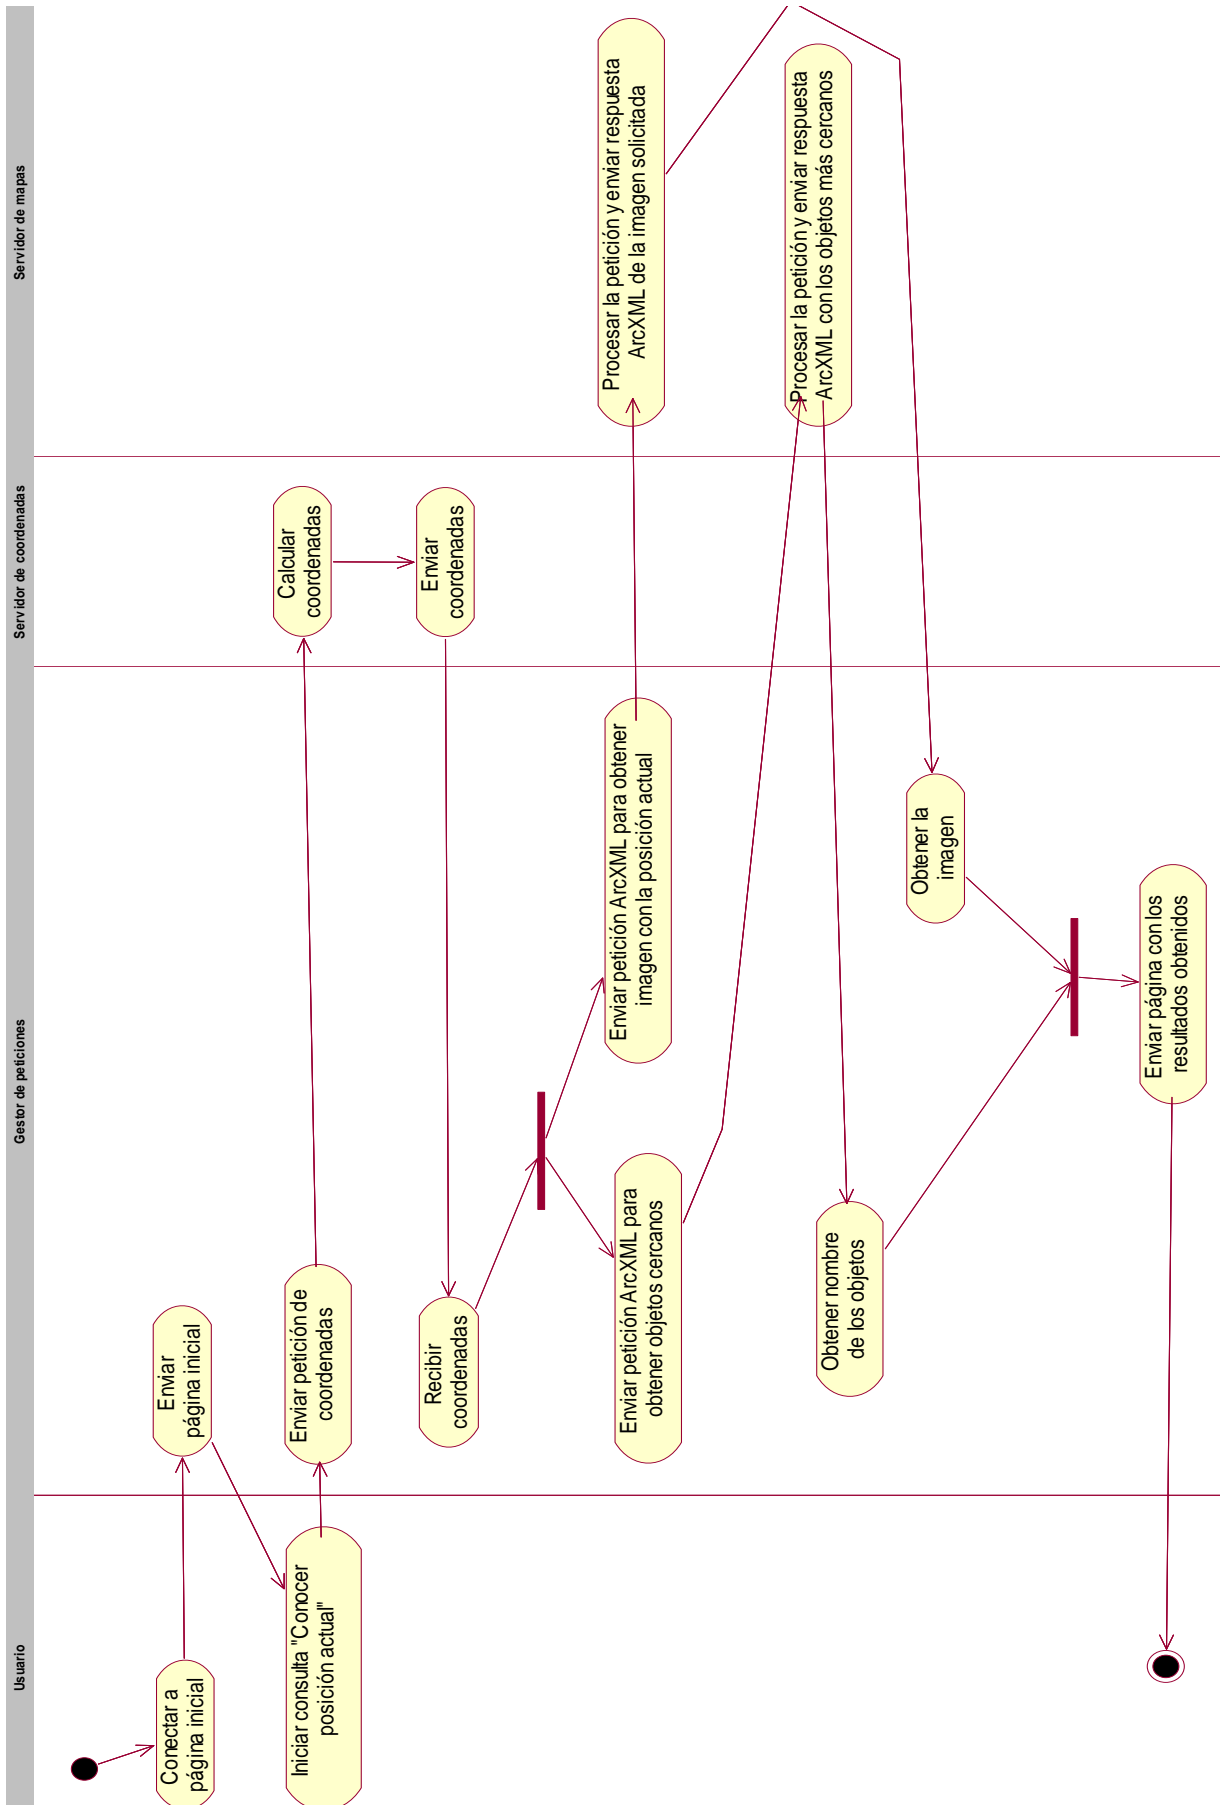 Usuario
Gestor de peticiones
Servidor de coordenadas
Servidor de mapas
Conectar a
página inicial
Enviar
página inicial
Iniciar consulta "Conocer
posición actual"
Enviar petición de
coordenadas
Calcular
coordenadas
Enviar
coordenadas
Recibir
coordenadas
Enviar petición ArcXML para obtener
imagen con la posición actual
Enviar petición ArcXML para
obtener objetos cercanos
Procesar la petición y enviar respuesta
ArcXML de la imagen solicitada
Procesar la petición y enviar respuesta
ArcXML con los objetos más cercanos
Obtener nombre
de los objetos
Obtener la
imagen
Enviar página con los
resultados obtenidos